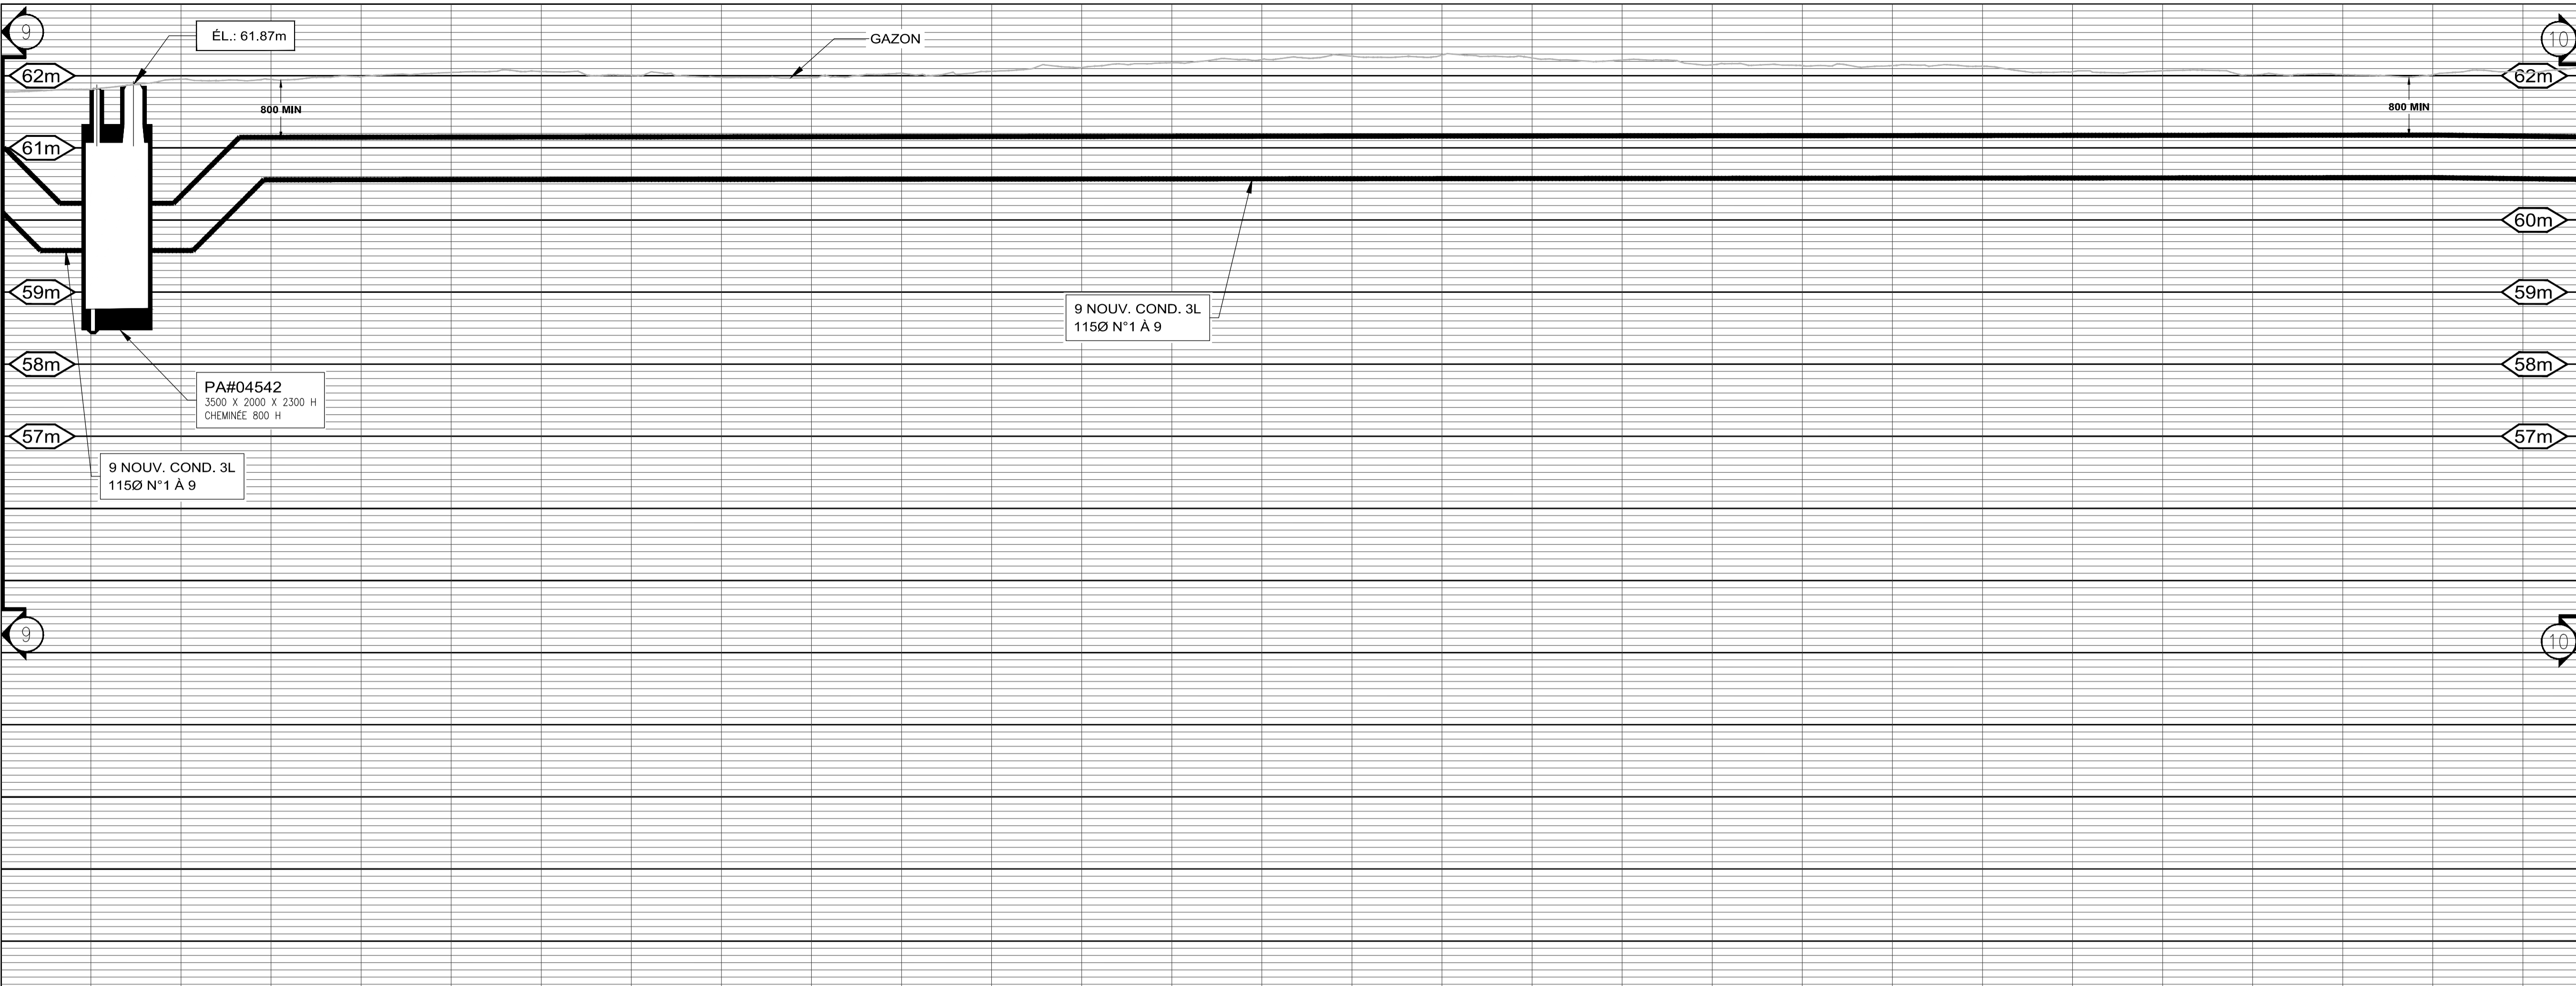 9
ÉL.: 61.87m
GAZON
10
62m
62m
800 MIN
800 MIN
61m
60m
59m
59m
9 NOUV. COND. 3L
115Ø N°1 À 9
58m
58m
PA#04542
3500 X 2000 X 2300 H
CHEMINÉE 800 H
57m
57m
9 NOUV. COND. 3L
115Ø N°1 À 9
9
10